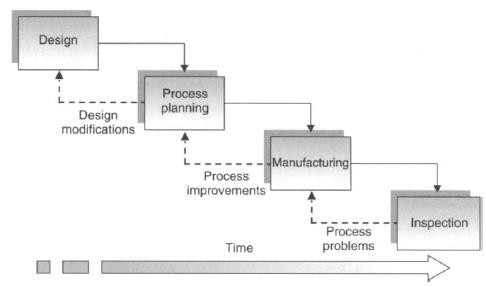 Design
Process
planning
Design
modifications
Manufacturing
Process
improvements
Inspection
Process
problems
Time